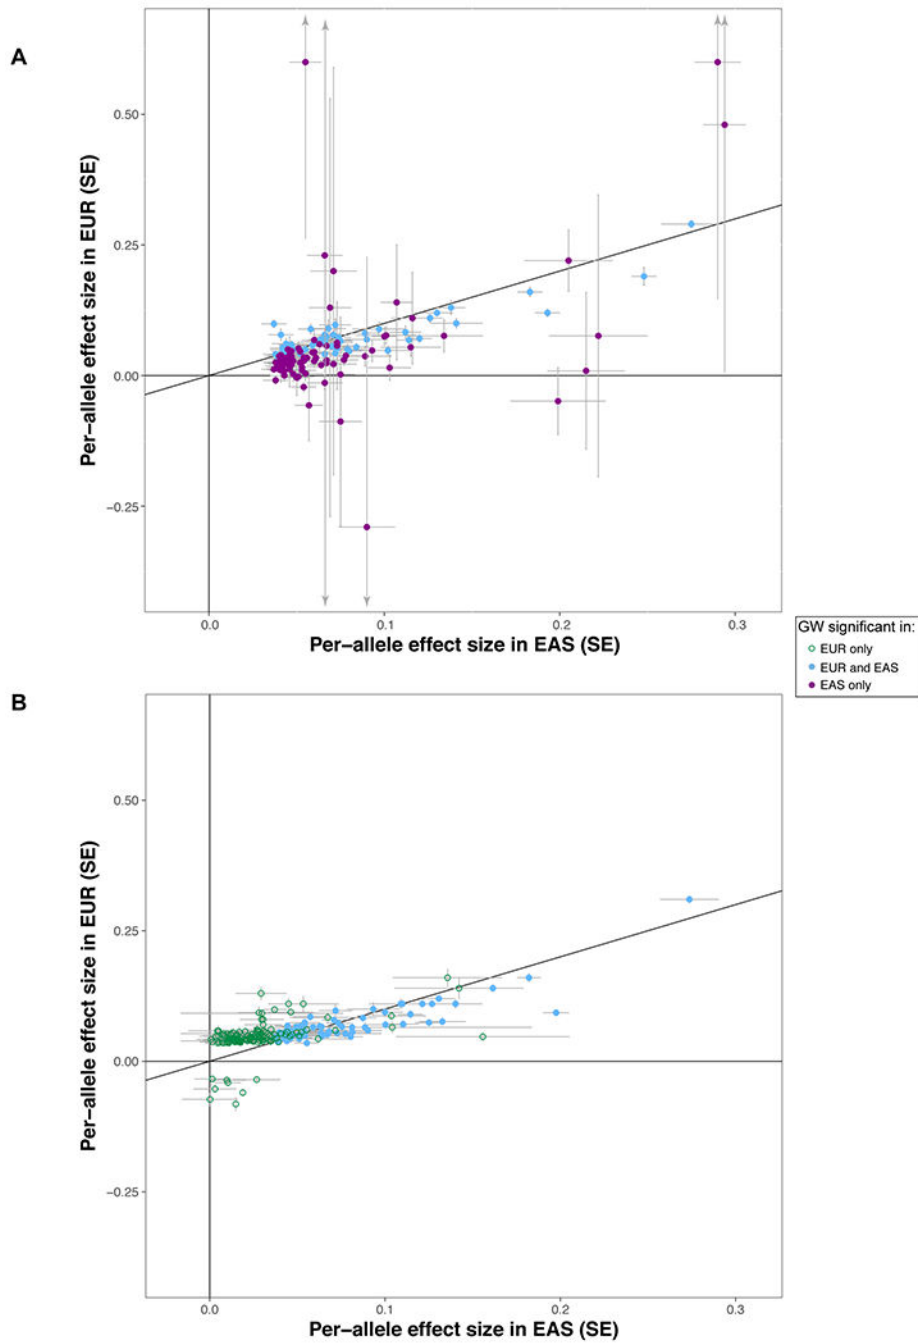 A
Per−allele effect size in EUR (SE)
0.50
0.25
0.00
−0.25
0.0
0.1
0.2
0.3
Per−allele effect size in EAS (SE)
GW significant in:
EUR only
EUR and EAS
EAS only
B
Per−allele effect size in EUR (SE)
0.50
0.25
0.00
−0.25
0.0
0.1
0.2
0.3
Per−allele effect size in EAS (SE)